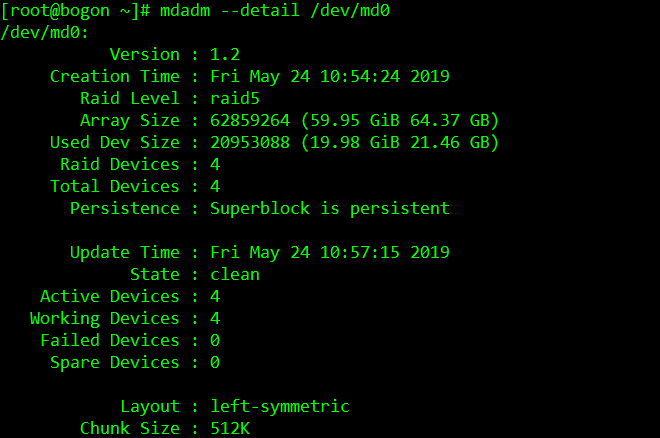 [root@bogon ~]# mdadm --detail /dev/md0
/dev/md0:
Version : 1.2
Creation Time : Fri May 24 10:54:24 2019
Raid Level : raid5
Array Size : 62859264 (59.95 GiB 64.37 GB)
Used Dev Size : 20953088 (19.98 GiB 21.46 GB)
Raid Devices : 4
Total Devices : 4
Persistence : Superblock is persistent
Update Time : Fri May 24 10:57:15 2019
State : clean
Active Devices : 4
Working Devices : 4
Failed Devices : 0
Spare Devices : 0
Layout : left-symmetric
Chunk Size : 512K